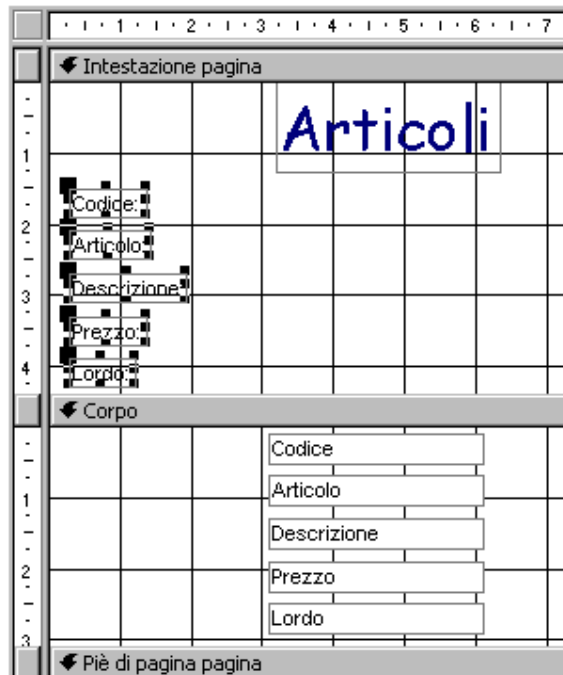 1 2 3 4 5 6 7
Intestazione pagina
Articoli
1
Codice:
2
Articolo:
Descrizione:
3
Prezzo:
4
Lordo:
Corpo
Codice
1
Articolo
Descrizione
2
Prezzo
Lordo
3
Piè di pagina pagina